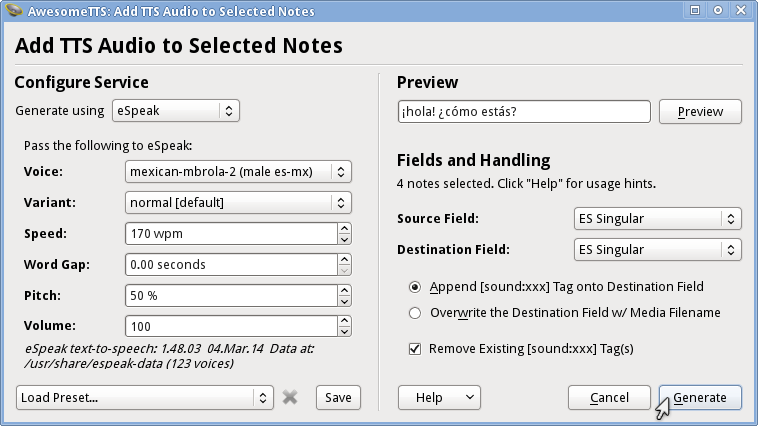 AwesomeTTS: Add TTS Audio to Selected Notes
Add TTS Audio to Selected Notes
Configure Service
Generate using eSpeak
Pass the following to eSpeak:
Voice: mexican-mbrola-2 (male es-mx)
Variant: normal [default]
Speed: 170 wpm
Word Gap: 0.00 seconds
Pitch: 50 %
Volume: 100
eSpeak text-to-speech: 1.48.03  04.Mar.14  Data at:
/usr/share/espeak-data (123 voices)
Load Preset... Save
Preview
¡hola! ¿cómo estás? Preview
Fields and Handling
4 notes selected. Click "Help" for usage hints.
Source Field: ES Singular
Destination Field: ES Singular
Append [sound:xxx] Tag onto Destination Field
Overwrite the Destination Field w/ Media Filename
Remove Existing [sound:xxx] Tag(s)
Help Cancel Generate